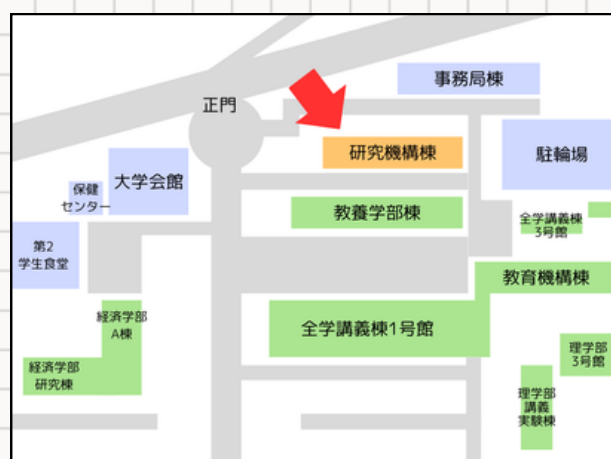 事務局棟
正門
研究機構棟
駐輪場
大学会館
保健
センター
教養学部棟
全学講義棟
3号館
第2
学生食堂
教育機構棟
経済学部
A棟
全学講義棟1号館
理学部
3号館
経済学部
研究棟
理学部
講義
実験棟